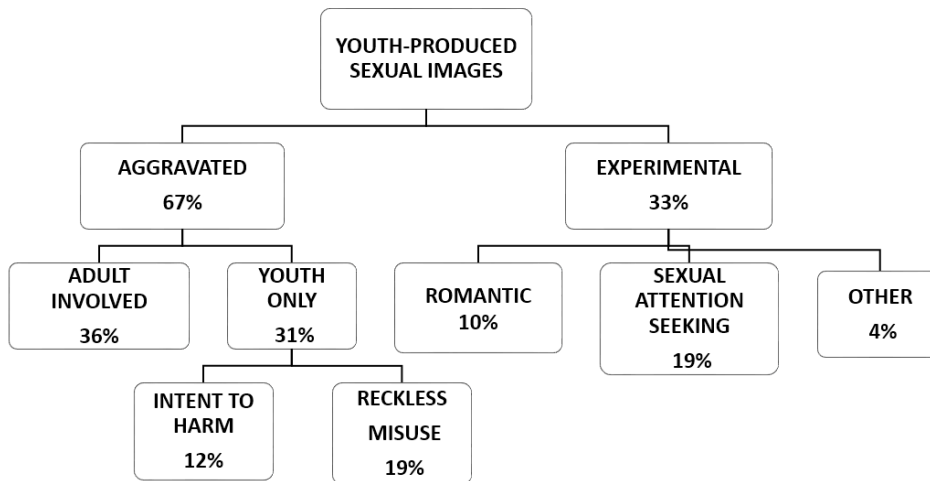 YOUTH-PRODUCED
SEXUAL IMAGES
AGGRAVATED
67%
EXPERIMENTAL
33%
ADULT
INVOLVED
36%
YOUTH
ONLY
31%
ROMANTIC
10%
SEXUAL
ATTENTION
SEEKING
19%
OTHER
4%
INTENT TO
HARM
12%
RECKLESS
MISUSE
19%